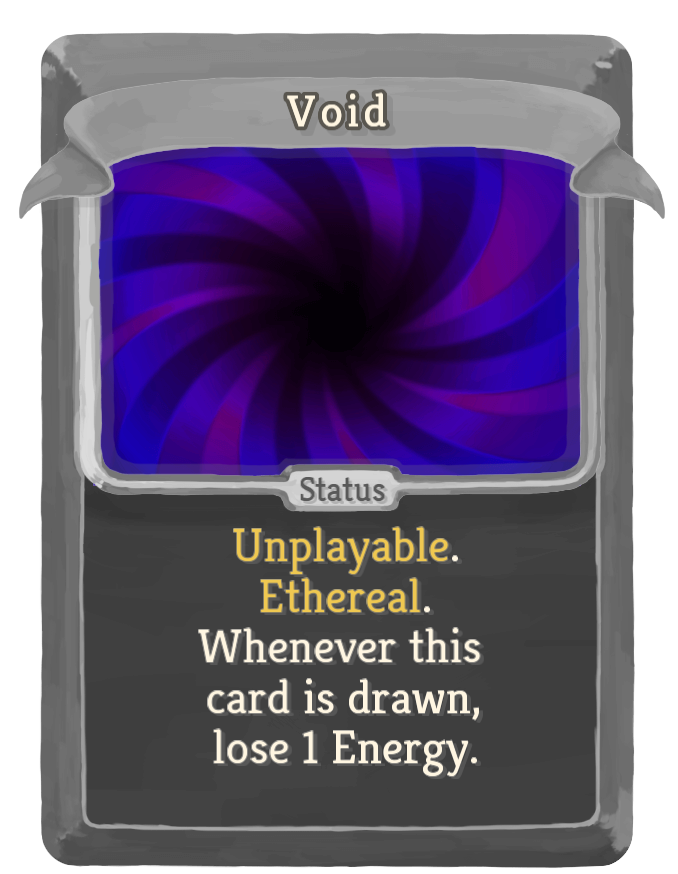 Void
Status
Unplayable.
Ethereal.
Whenever this
card is drawn,
lose 1 Energy.